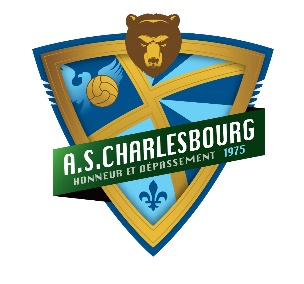 A.S.CHARLESBOURG
HONNEUR ET DÉPASSEMENT 1975